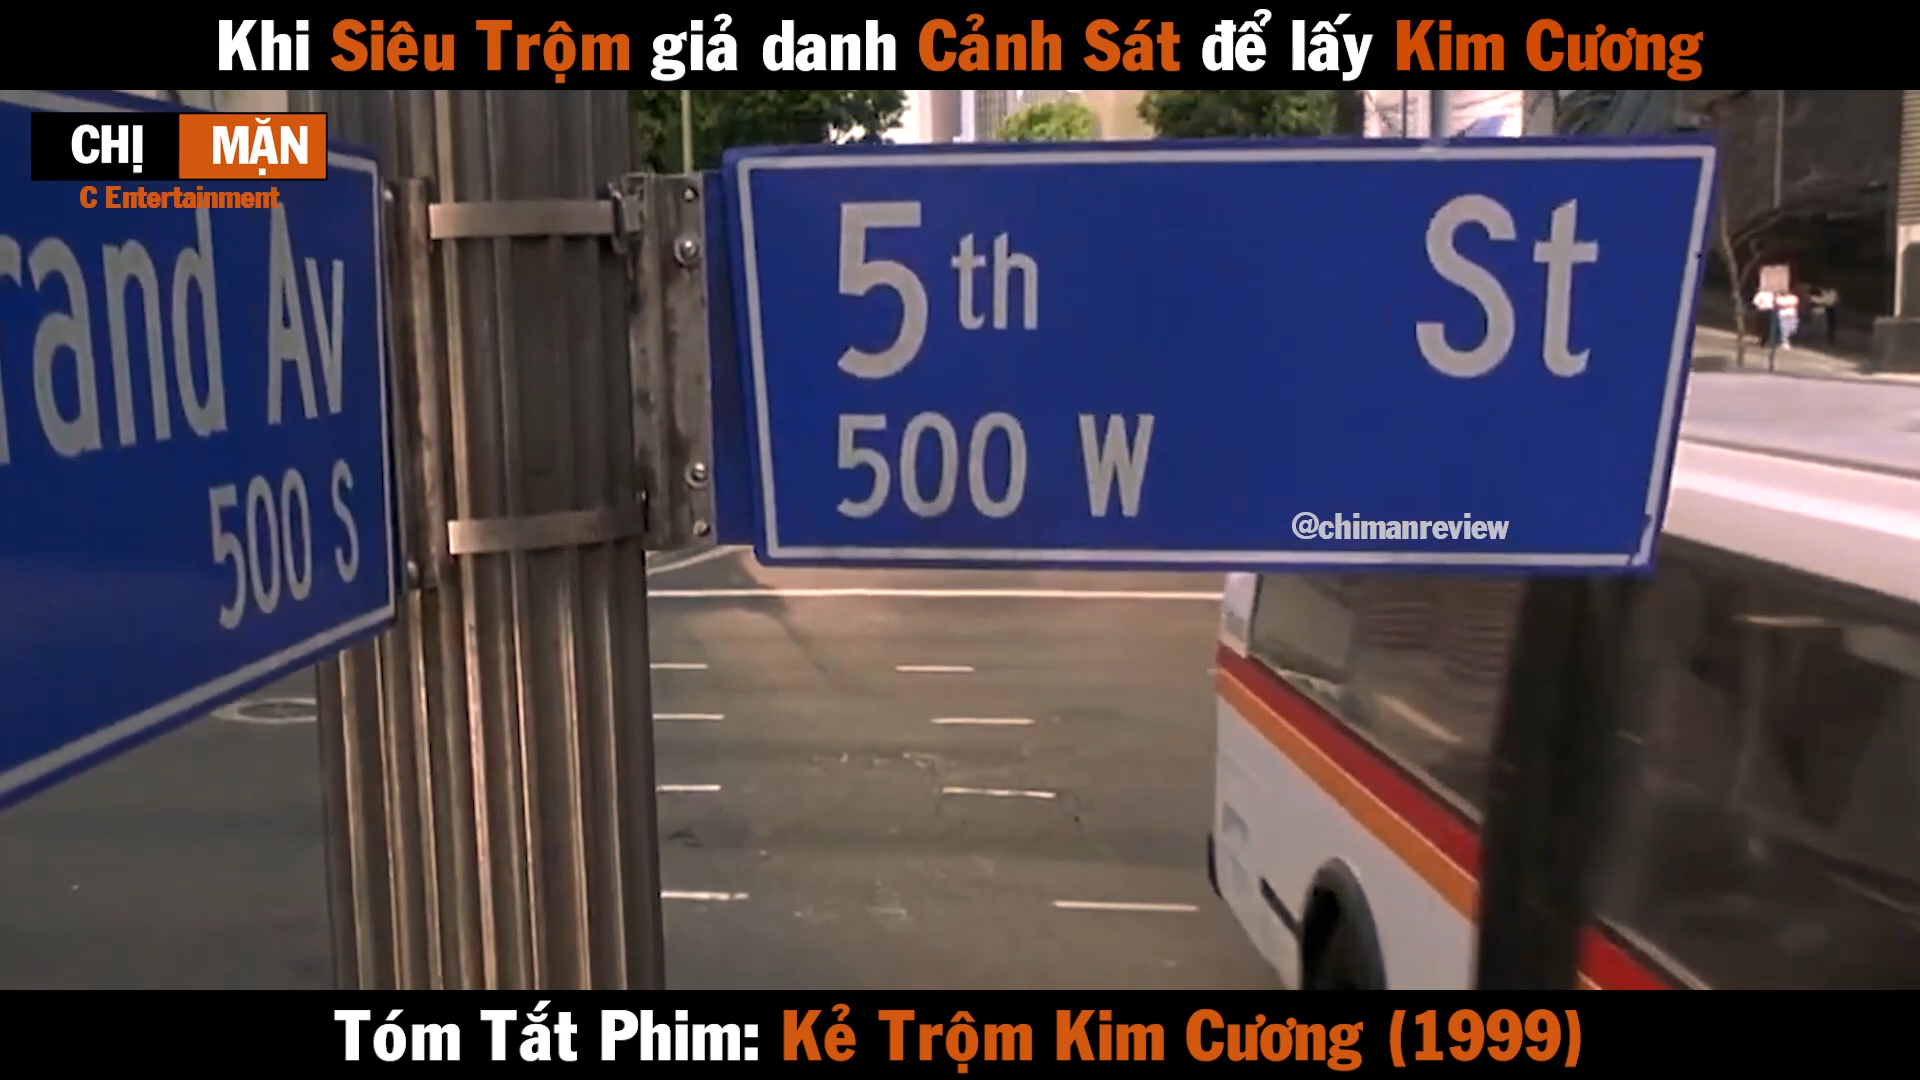 Khi Siêu Trộm giả danh Cảnh Sát để lấy Kim Cương
CHỊ MẶN
C Entertainment
rand Av
500 S
5th St
500 W
@chimanreview
Tóm Tắt Phim: Kẻ Trộm Kim Cương (1999)